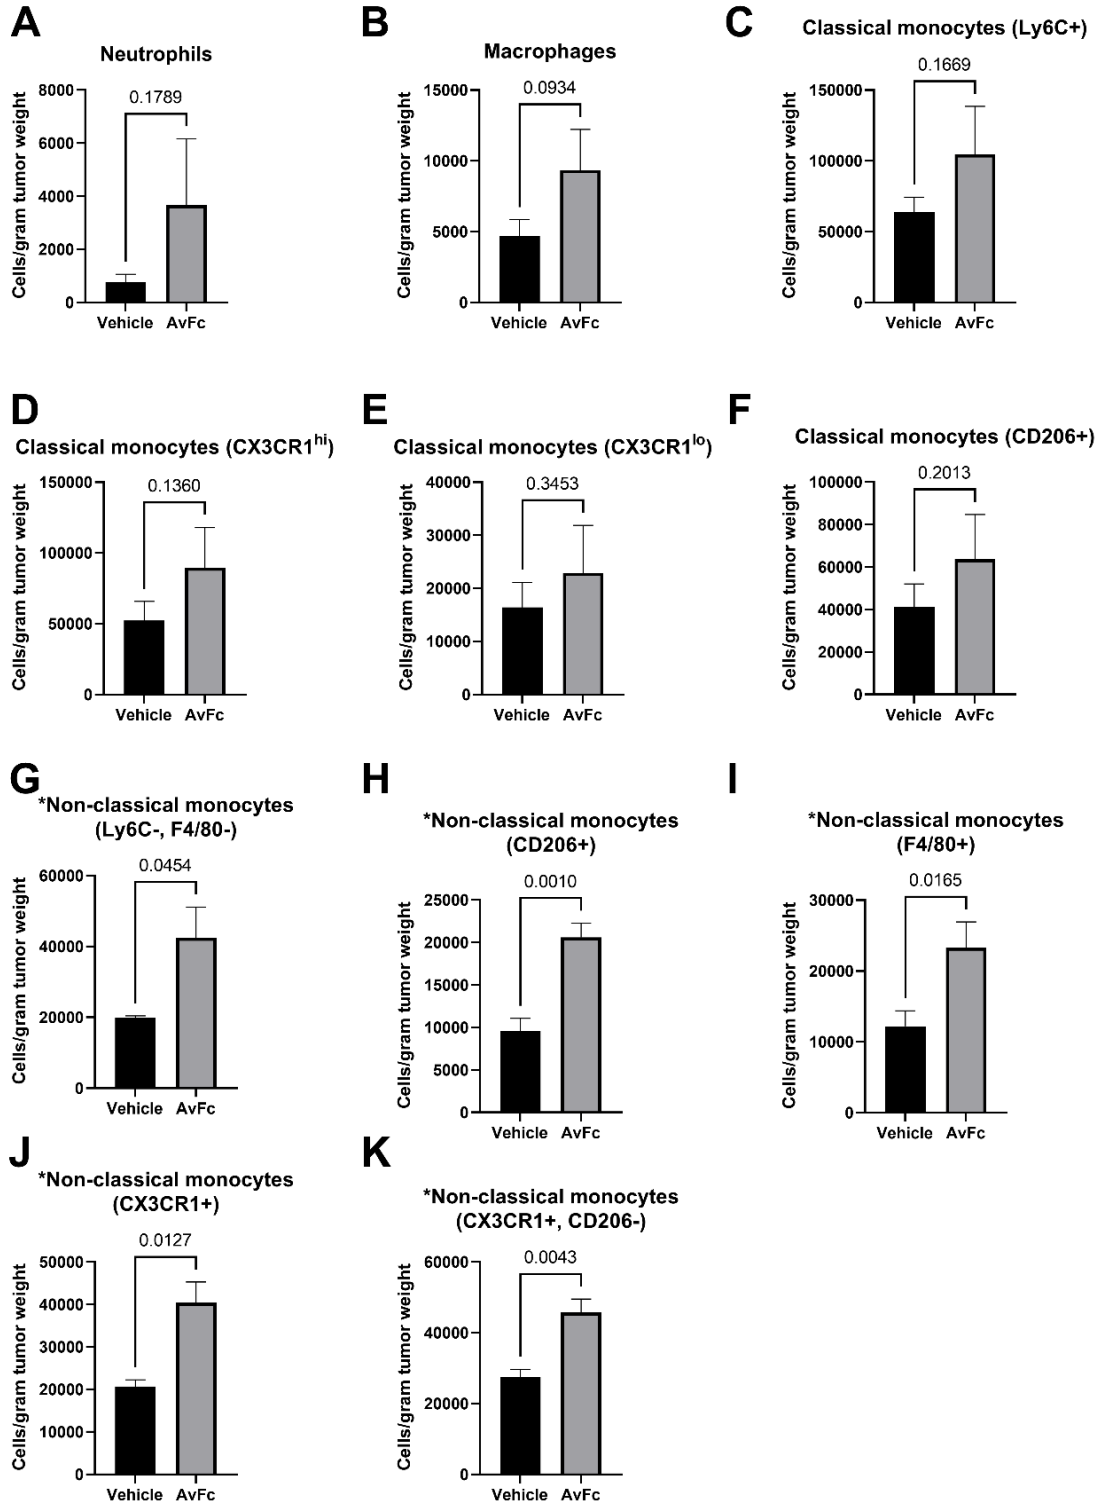 A
Neutrophils
Cells/gram tumor weight
8000
6000
4000
2000
0
0.1789
Vehicle AvFc
B
Macrophages
Cells/gram tumor weight
15000
10000
5000
0
0.0934
Vehicle AvFc
C
Classical monocytes (Ly6C+)
Cells/gram tumor weight
150000
100000
50000
0
0.1669
Vehicle AvFc
D
Classical monocytes (CX3CR1hi)
Cells/gram tumor weight
150000
100000
50000
0
0.1360
Vehicle AvFc
E
Classical monocytes (CX3CR1lo)
Cells/gram tumor weight
40000
30000
20000
10000
0
0.3453
Vehicle AvFc
F
Classical monocytes (CD206+)
Cells/gram tumor weight
100000
80000
60000
40000
20000
0
0.2013
Vehicle AvFc
G
*Non-classical monocytes
(Ly6C-, F4/80-)
Cells/gram tumor weight
60000
40000
20000
0
0.0454
Vehicle AvFc
H
*Non-classical monocytes
(CD206+)
Cells/gram tumor weight
25000
20000
15000
10000
5000
0
0.0010
Vehicle AvFc
I
*Non-classical monocytes
(F4/80+)
Cells/gram tumor weight
30000
20000
10000
0
0.0165
Vehicle AvFc
J
*Non-classical monocytes
(CX3CR1+)
Cells/gram tumor weight
50000
40000
30000
20000
10000
0
0.0127
Vehicle AvFc
K
*Non-classical monocytes
(CX3CR1+, CD206-)
Cells/gram tumor weight
60000
40000
20000
0
0.0043
Vehicle AvFc